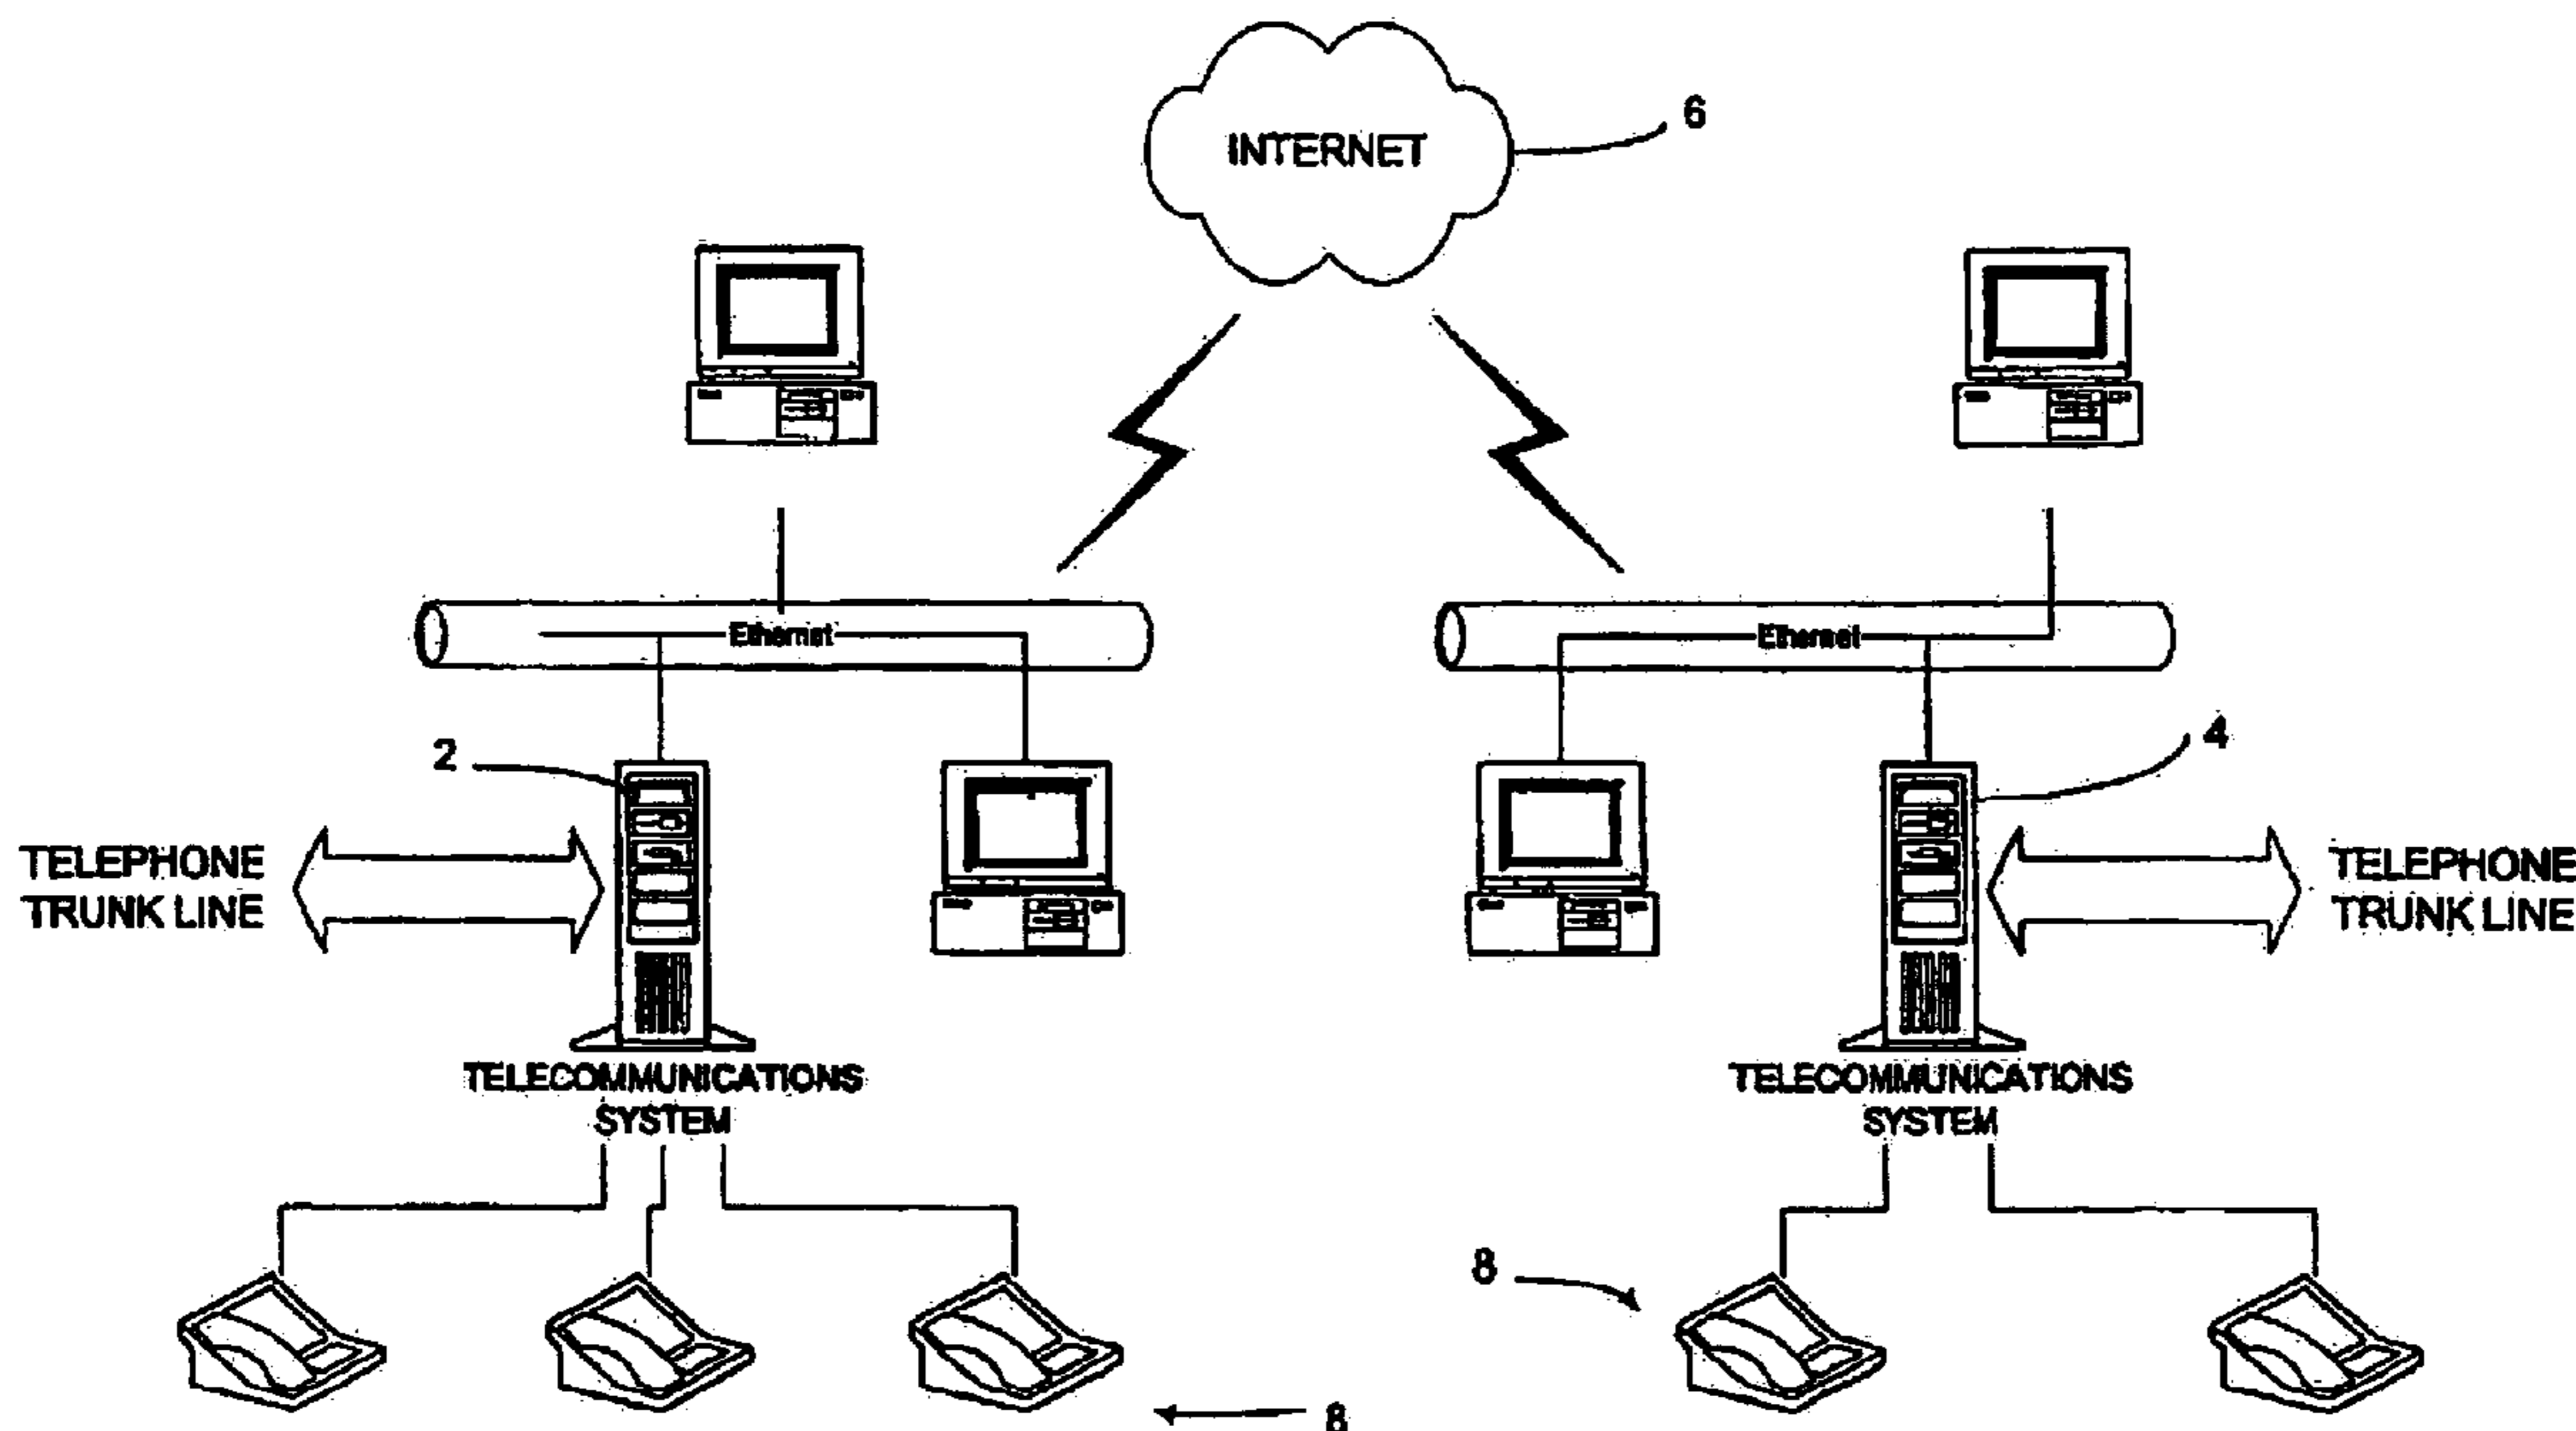 INTERNET
6
Ethernet
Ethernet
2
4
TELEPHONE
TRUNK LINE
TELEPHONE
TRUNK LINE
TELECOMMUNICATIONS
SYSTEM
TELECOMMUNICATIONS
SYSTEM
8
8